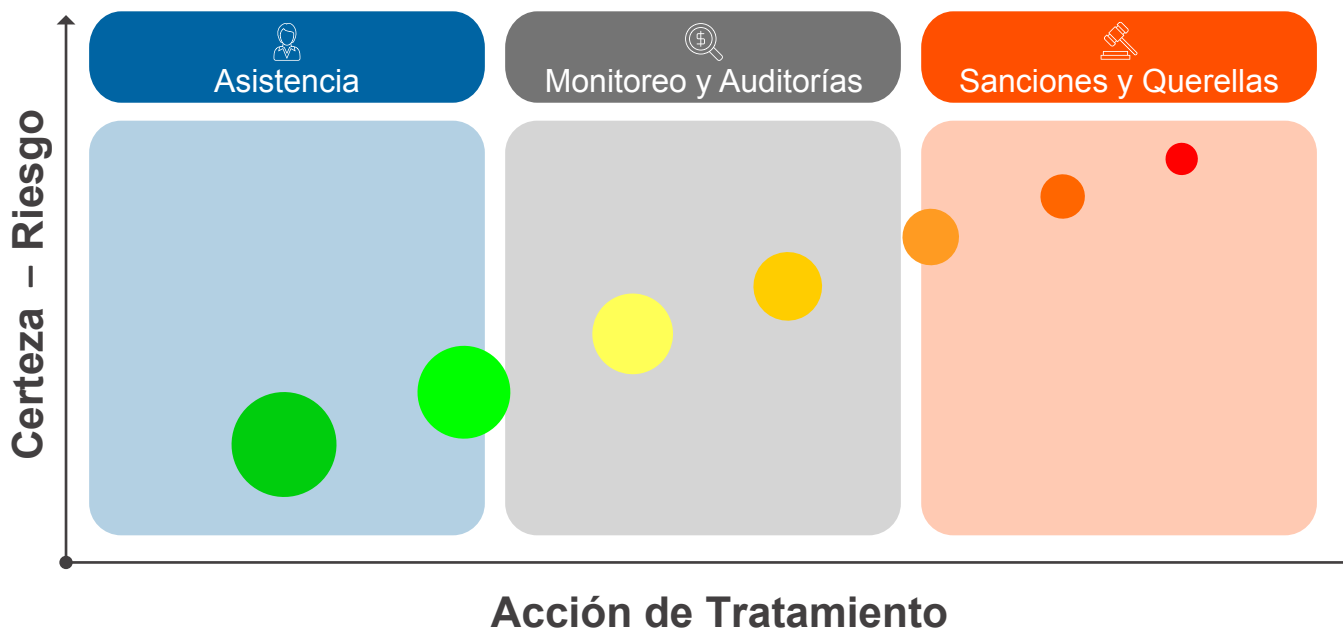 Asistencia
Monitoreo y Auditorías
Sanciones y Querellas
$
Certeza – Riesgo
Acción de Tratamiento